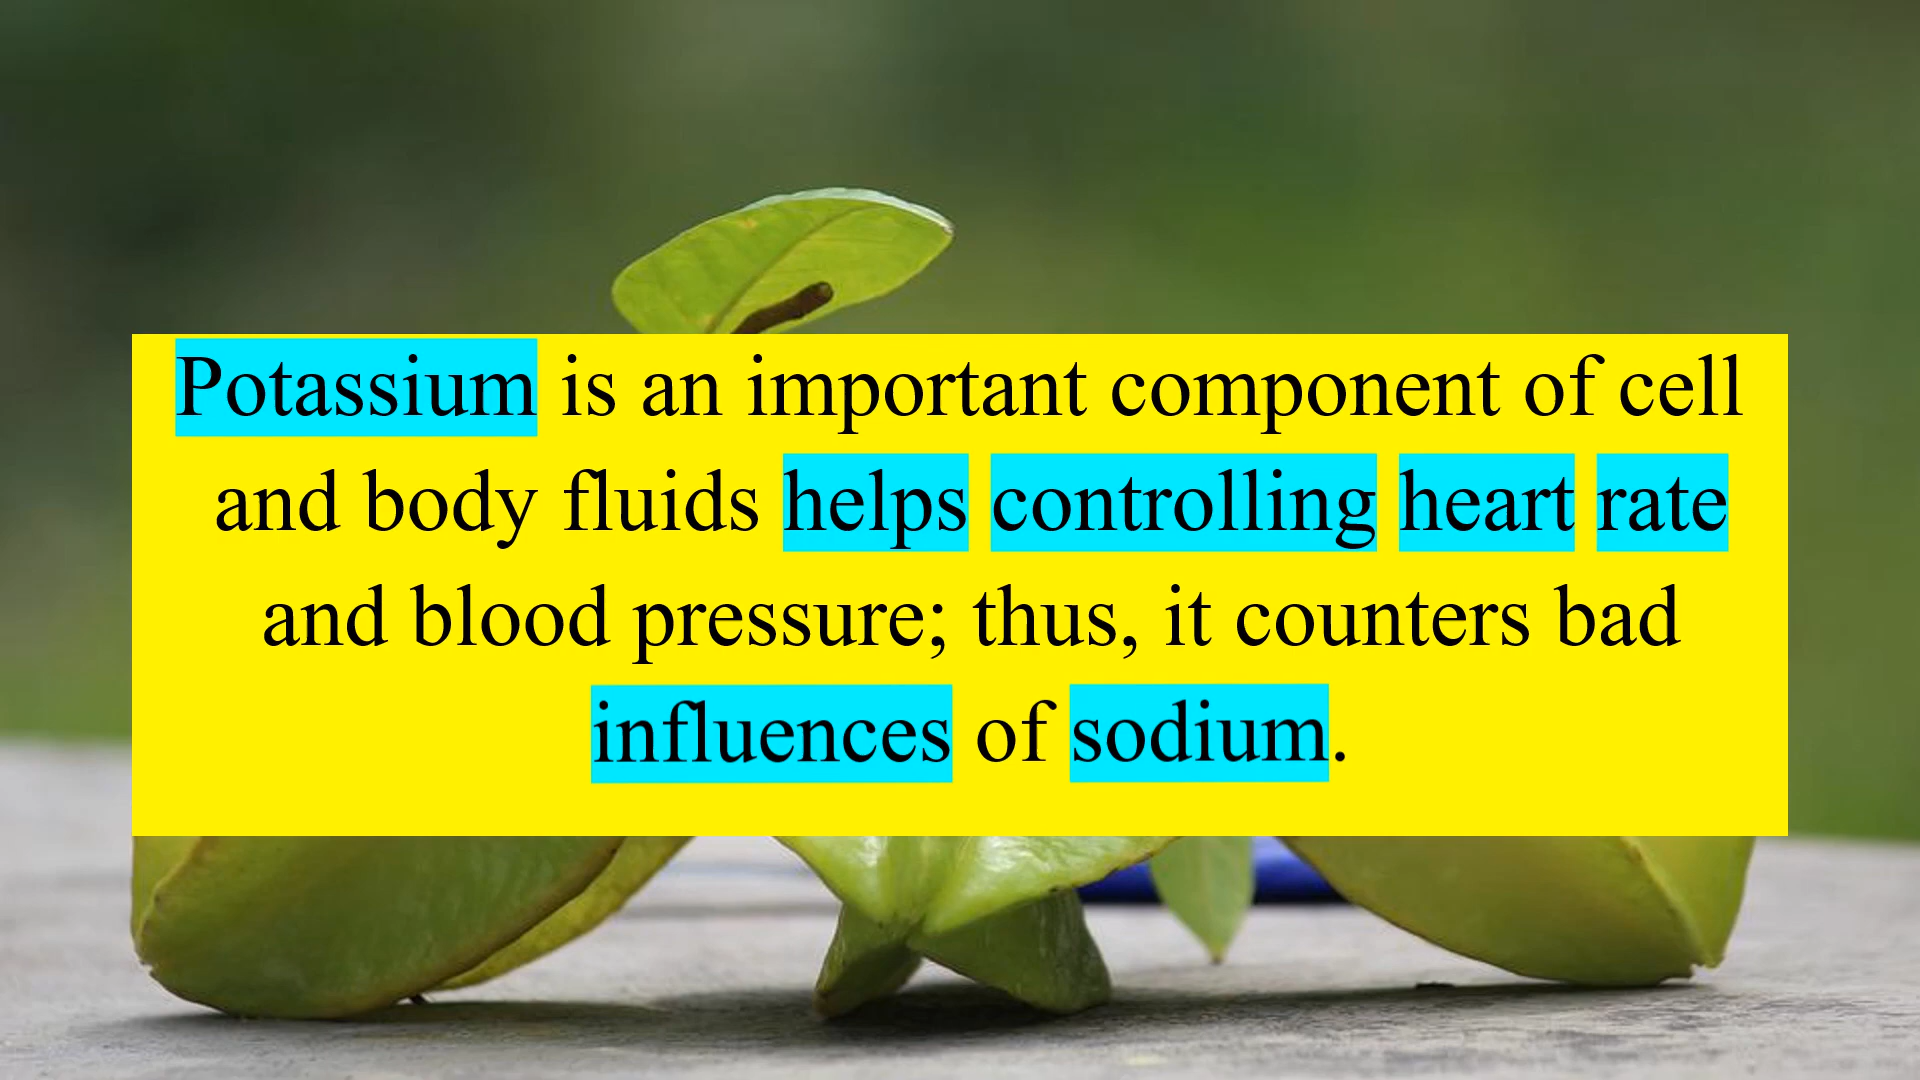 Potassium is an important component of cell
and body fluids helps controlling heart rate
and blood pressure; thus, it counters bad
influences of sodium.